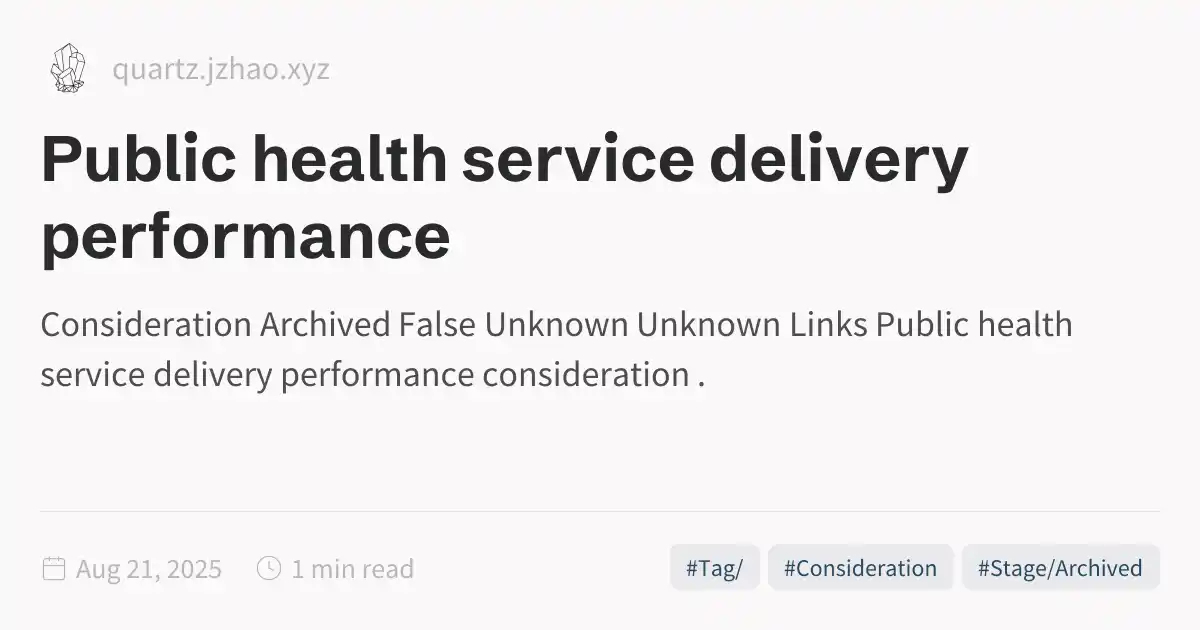 quartz.jzhao.xyz
Public health service delivery
performance
Consideration Archived False Unknown Unknown Links Public health
service delivery performance consideration .
Aug 21, 2025
1 min read
#Tag/
#Consideration
#Stage/Archived